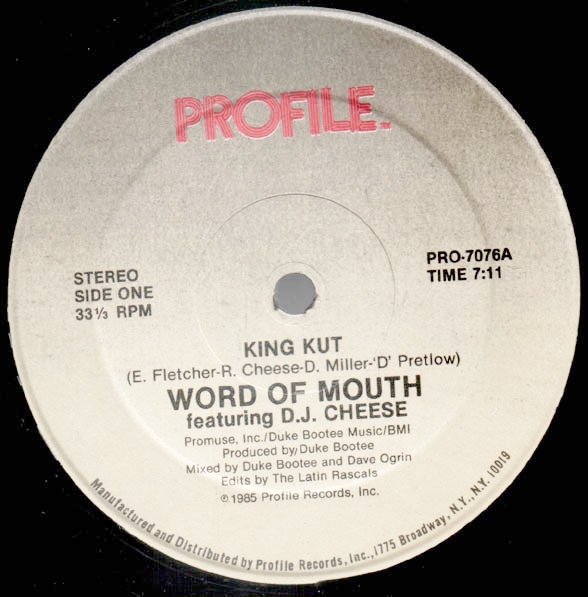 PROFILE™
STEREO
SIDE ONE
33⅓ RPM
PRO-7076A
TIME 7:11
KING KUT
(E. Fletcher-R. Cheese-D. Miller-'D' Pretlow)
WORD OF MOUTH
featuring D.J. CHEESE
Promuse, Inc./Duke Bootee Music/BMI
Produced by/Duke Bootee
Mixed by Duke Bootee and Dave Ogrin
Edits by The Latin Rascals
℗1985 Profile Records, Inc.
Manufactured and Distributed by Profile Records, Inc., 1775 Broadway, N.Y., N.Y. 10019